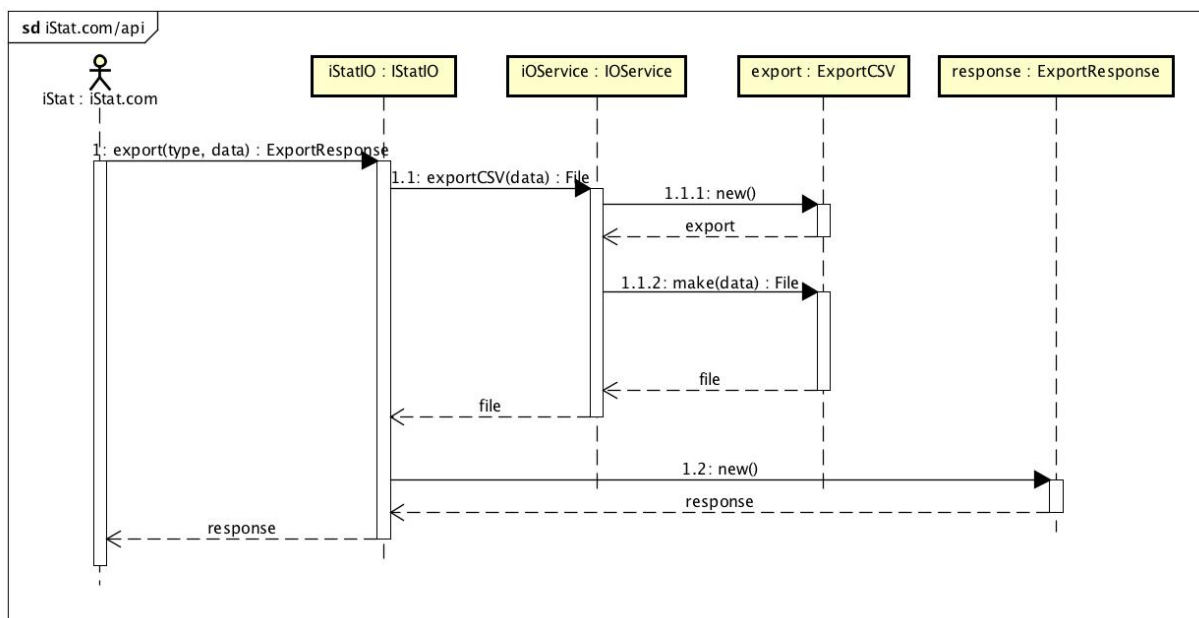 sd iStat.com/api
iStat : iStat.com
iStatIO : IStatIO
iOService : IOService
export : ExportCSV
response : ExportResponse
1: export(type, data) : ExportResponse
1.1: exportCSV(data) : File
1.1.1: new()
export
1.1.2: make(data) : File
file
file
1.2: new()
response
response